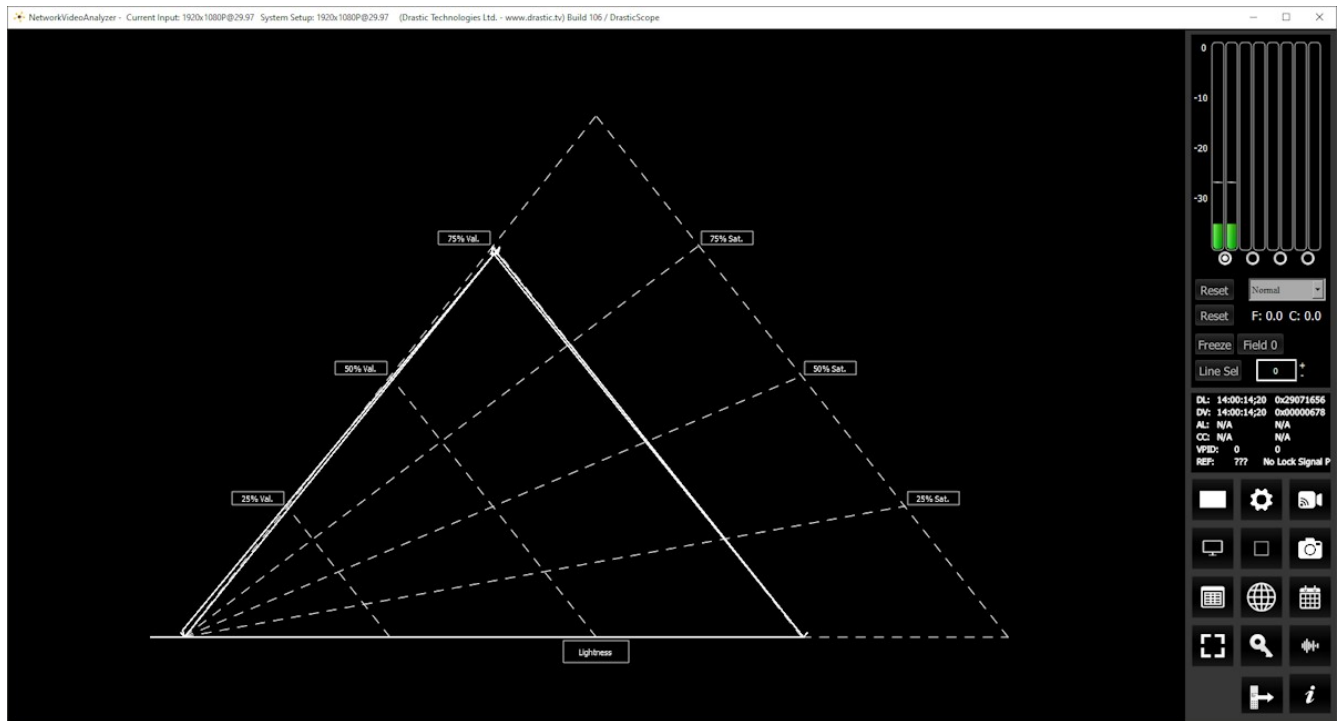 NetworkVideoAnalyzer - Current Input: 1920x1080P@29.97 System Setup: 1920x1080P@29.97 (Drastic Technologies Ltd. - www.drastic.tv) Build 106 / DrasticScope
75% Val.
75% Sat.
50% Val.
50% Sat.
25% Val.
25% Sat.
Lightness
0
-10
-20
-30
Reset Normal
Reset F: 0.0 C: 0.0
Freeze Field 0
Line Sel 0 + -
DL: 14:00:14;20 0x29071656
DV: 14:00:14;20 0x00000678
AL: N/A N/A
CC: N/A N/A
VPID: 0 0
REF: ??? No Lock Signal P
i